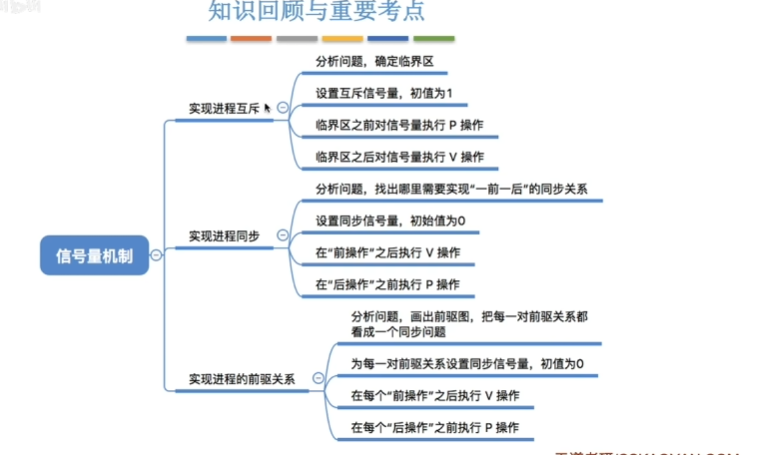 知识回顾与重要考点
分析问题，确定临界区
设置互斥信号量，初值为1
实现进程互斥
临界区之前对信号量执行 P 操作
临界区之后对信号量执行 V 操作
分析问题，找出哪里需要实现“一前一后”的同步关系
设置同步信号量，初始值为0
实现进程同步
在“前操作”之后执行 V 操作
信号量机制
在“后操作”之前执行 P 操作
分析问题，画出前驱图，把每一对前驱关系都
看成一个同步问题
为每一对前驱关系设置同步信号量，初值为0
实现进程的前驱关系
在每个“前操作”之后执行 V 操作
在每个“后操作”之前执行 P 操作